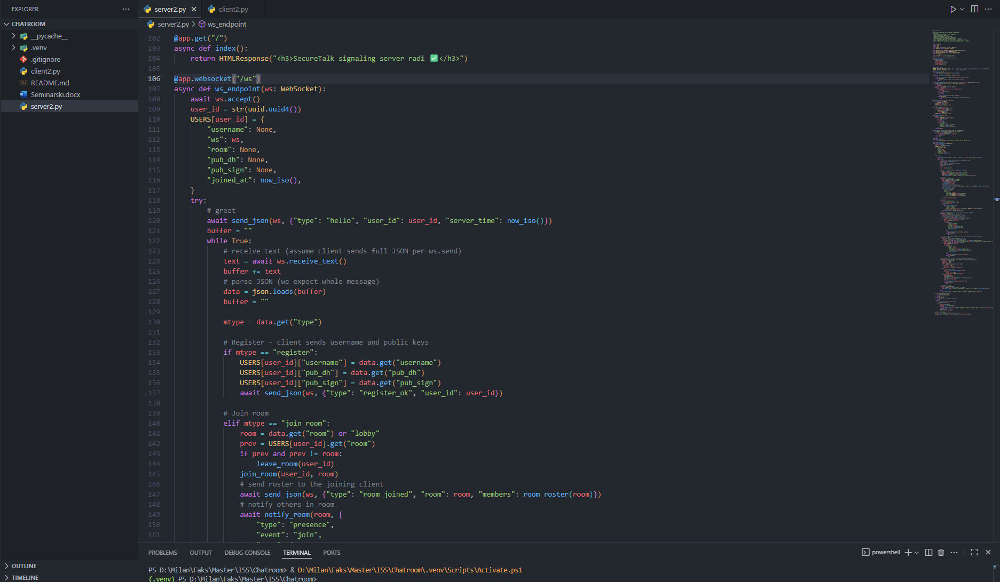 EXPLORER
CHATROOM
__pycache__
.venv
.gitignore
client2.py
README.md
Seminarski.docx
server2.py
OUTLINE
TIMELINE
server2.py
client2.py
server2.py > ws_endpoint
102 @app.get("/")
103 async def index():
104 return HTMLResponse("<h3>SecureTalk signaling server radi ✅</h3>")
105
106 @app.websocket("/ws")
107 async def ws_endpoint(ws: WebSocket):
108 await ws.accept()
109 user_id = str(uuid.uuid4())
110 USERS[user_id] = {
111 "username": None,
112 "ws": ws,
113 "room": None,
114 "pub_dh": None,
115 "pub_sign": None,
116 "joined_at": now_iso(),
117 }
118 try:
119 # greet
120 await send_json(ws, {"type": "hello", "user_id": user_id, "server_time": now_iso()})
121 buffer = ""
122 while True:
123 # receive text (assume client sends full JSON per ws.send)
124 text = await ws.receive_text()
125 buffer += text
126 # parse JSON (we expect whole message)
127 data = json.loads(buffer)
128 buffer = ""
129
130 mtype = data.get("type")
131
132 # Register - client sends username and public keys
133 if mtype == "register":
134 USERS[user_id]["username"] = data.get("username")
135 USERS[user_id]["pub_dh"] = data.get("pub_dh")
136 USERS[user_id]["pub_sign"] = data.get("pub_sign")
137 await send_json(ws, {"type": "register_ok", "user_id": user_id})
138
139 # Join room
140 elif mtype == "join_room":
141 room = data.get("room") or "lobby"
142 prev = USERS[user_id].get("room")
143 if prev and prev != room:
144 leave_room(user_id)
145 join_room(user_id, room)
146 # send roster to the joining client
147 await send_json(ws, {"type": "room_joined", "room": room, "members": room_roster(room)})
148 # notify others in room
149 await notify_room(room, {
150 "type": "presence",
151 "event": "join",
PROBLEMS OUTPUT DEBUG CONSOLE TERMINAL PORTS
powershell
PS D:\Milan\Faks\Master\ISS\Chatroom> & D:\Milan\Faks\Master\ISS\Chatroom\.venv\Scripts\Activate.ps1
(.venv) PS D:\Milan\Faks\Master\ISS\Chatroom>